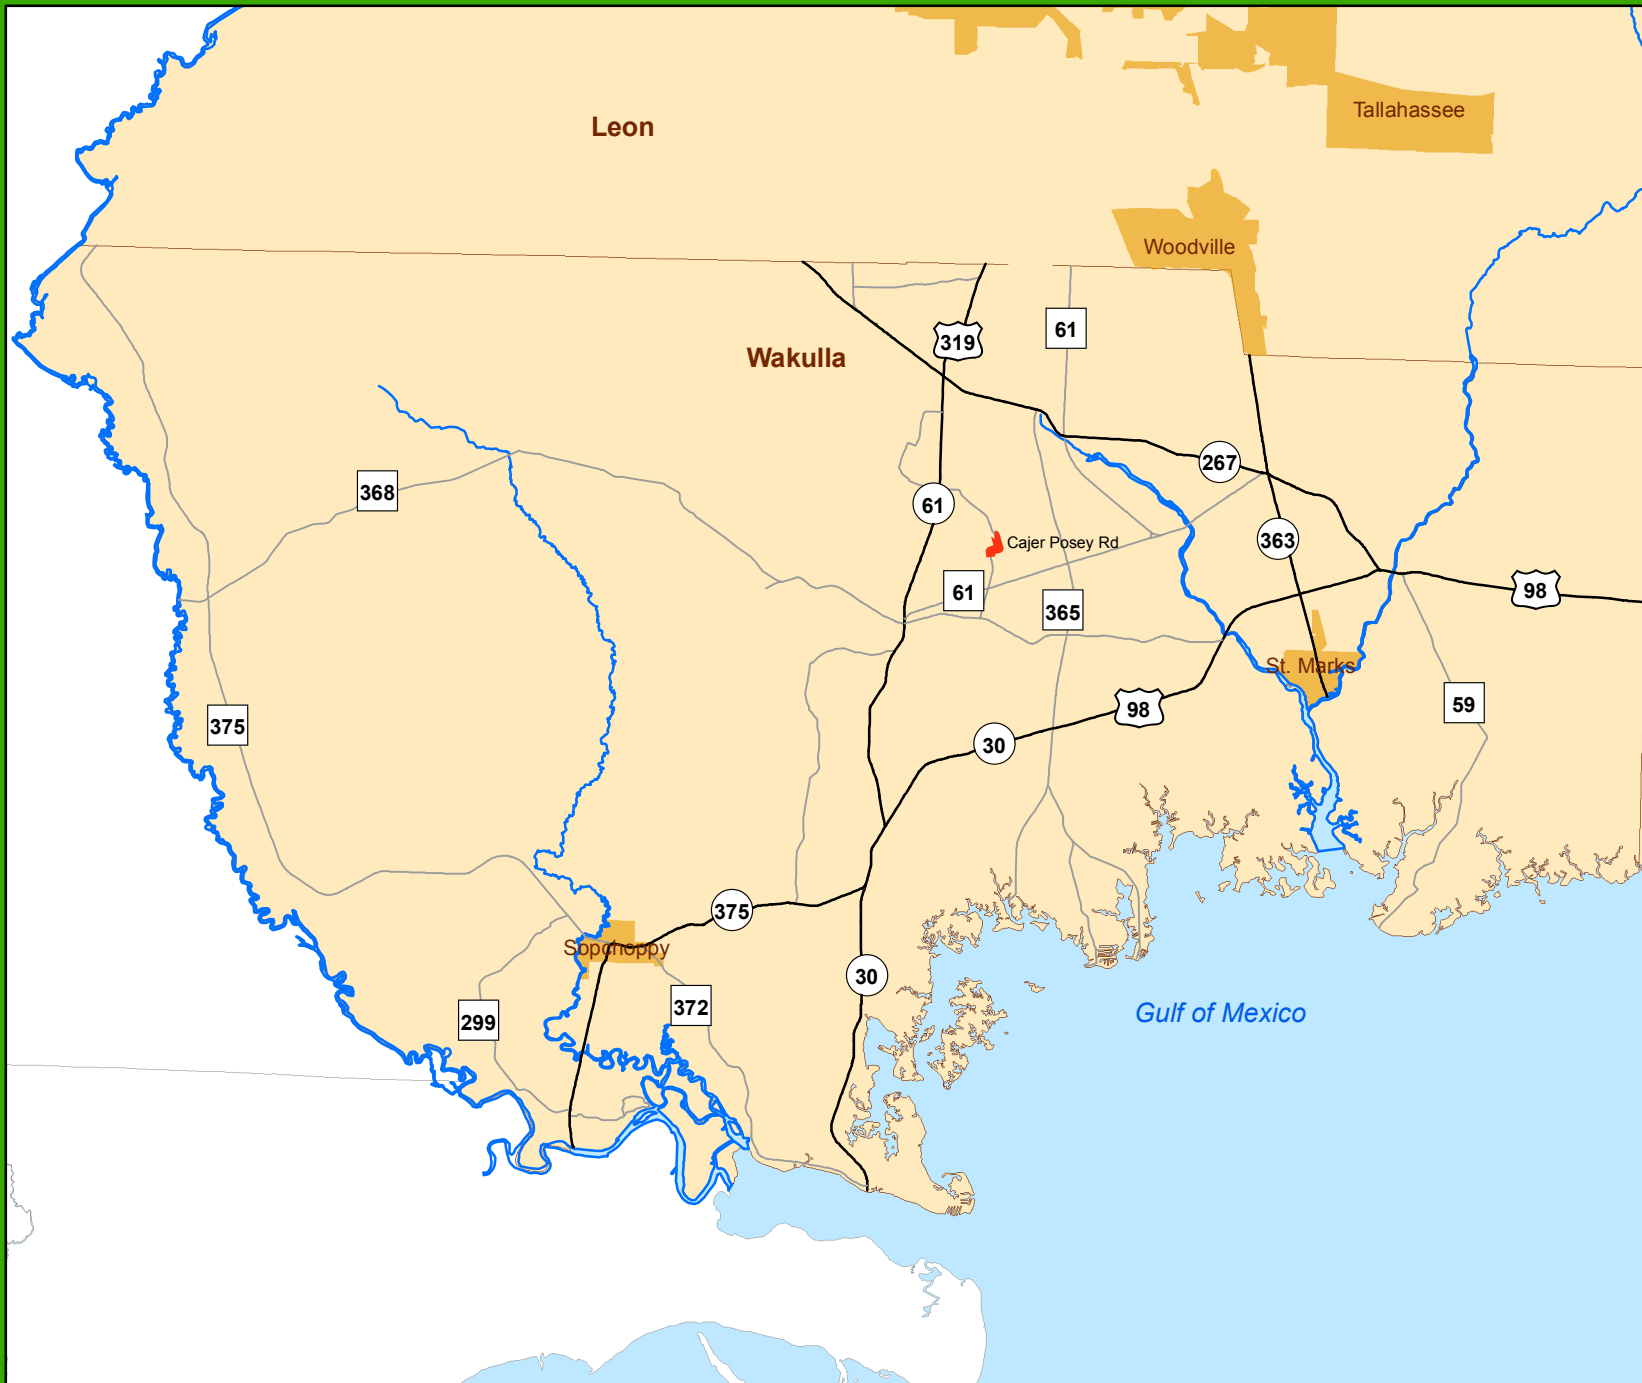 Tallahassee
Leon
Woodville
61
319
Wakulla
267
368
61
363
Cajer Posey Rd
98
61
365
St. Marks
59
98
375
30
375
Sopchoppy
30
372
Gulf of Mexico
299